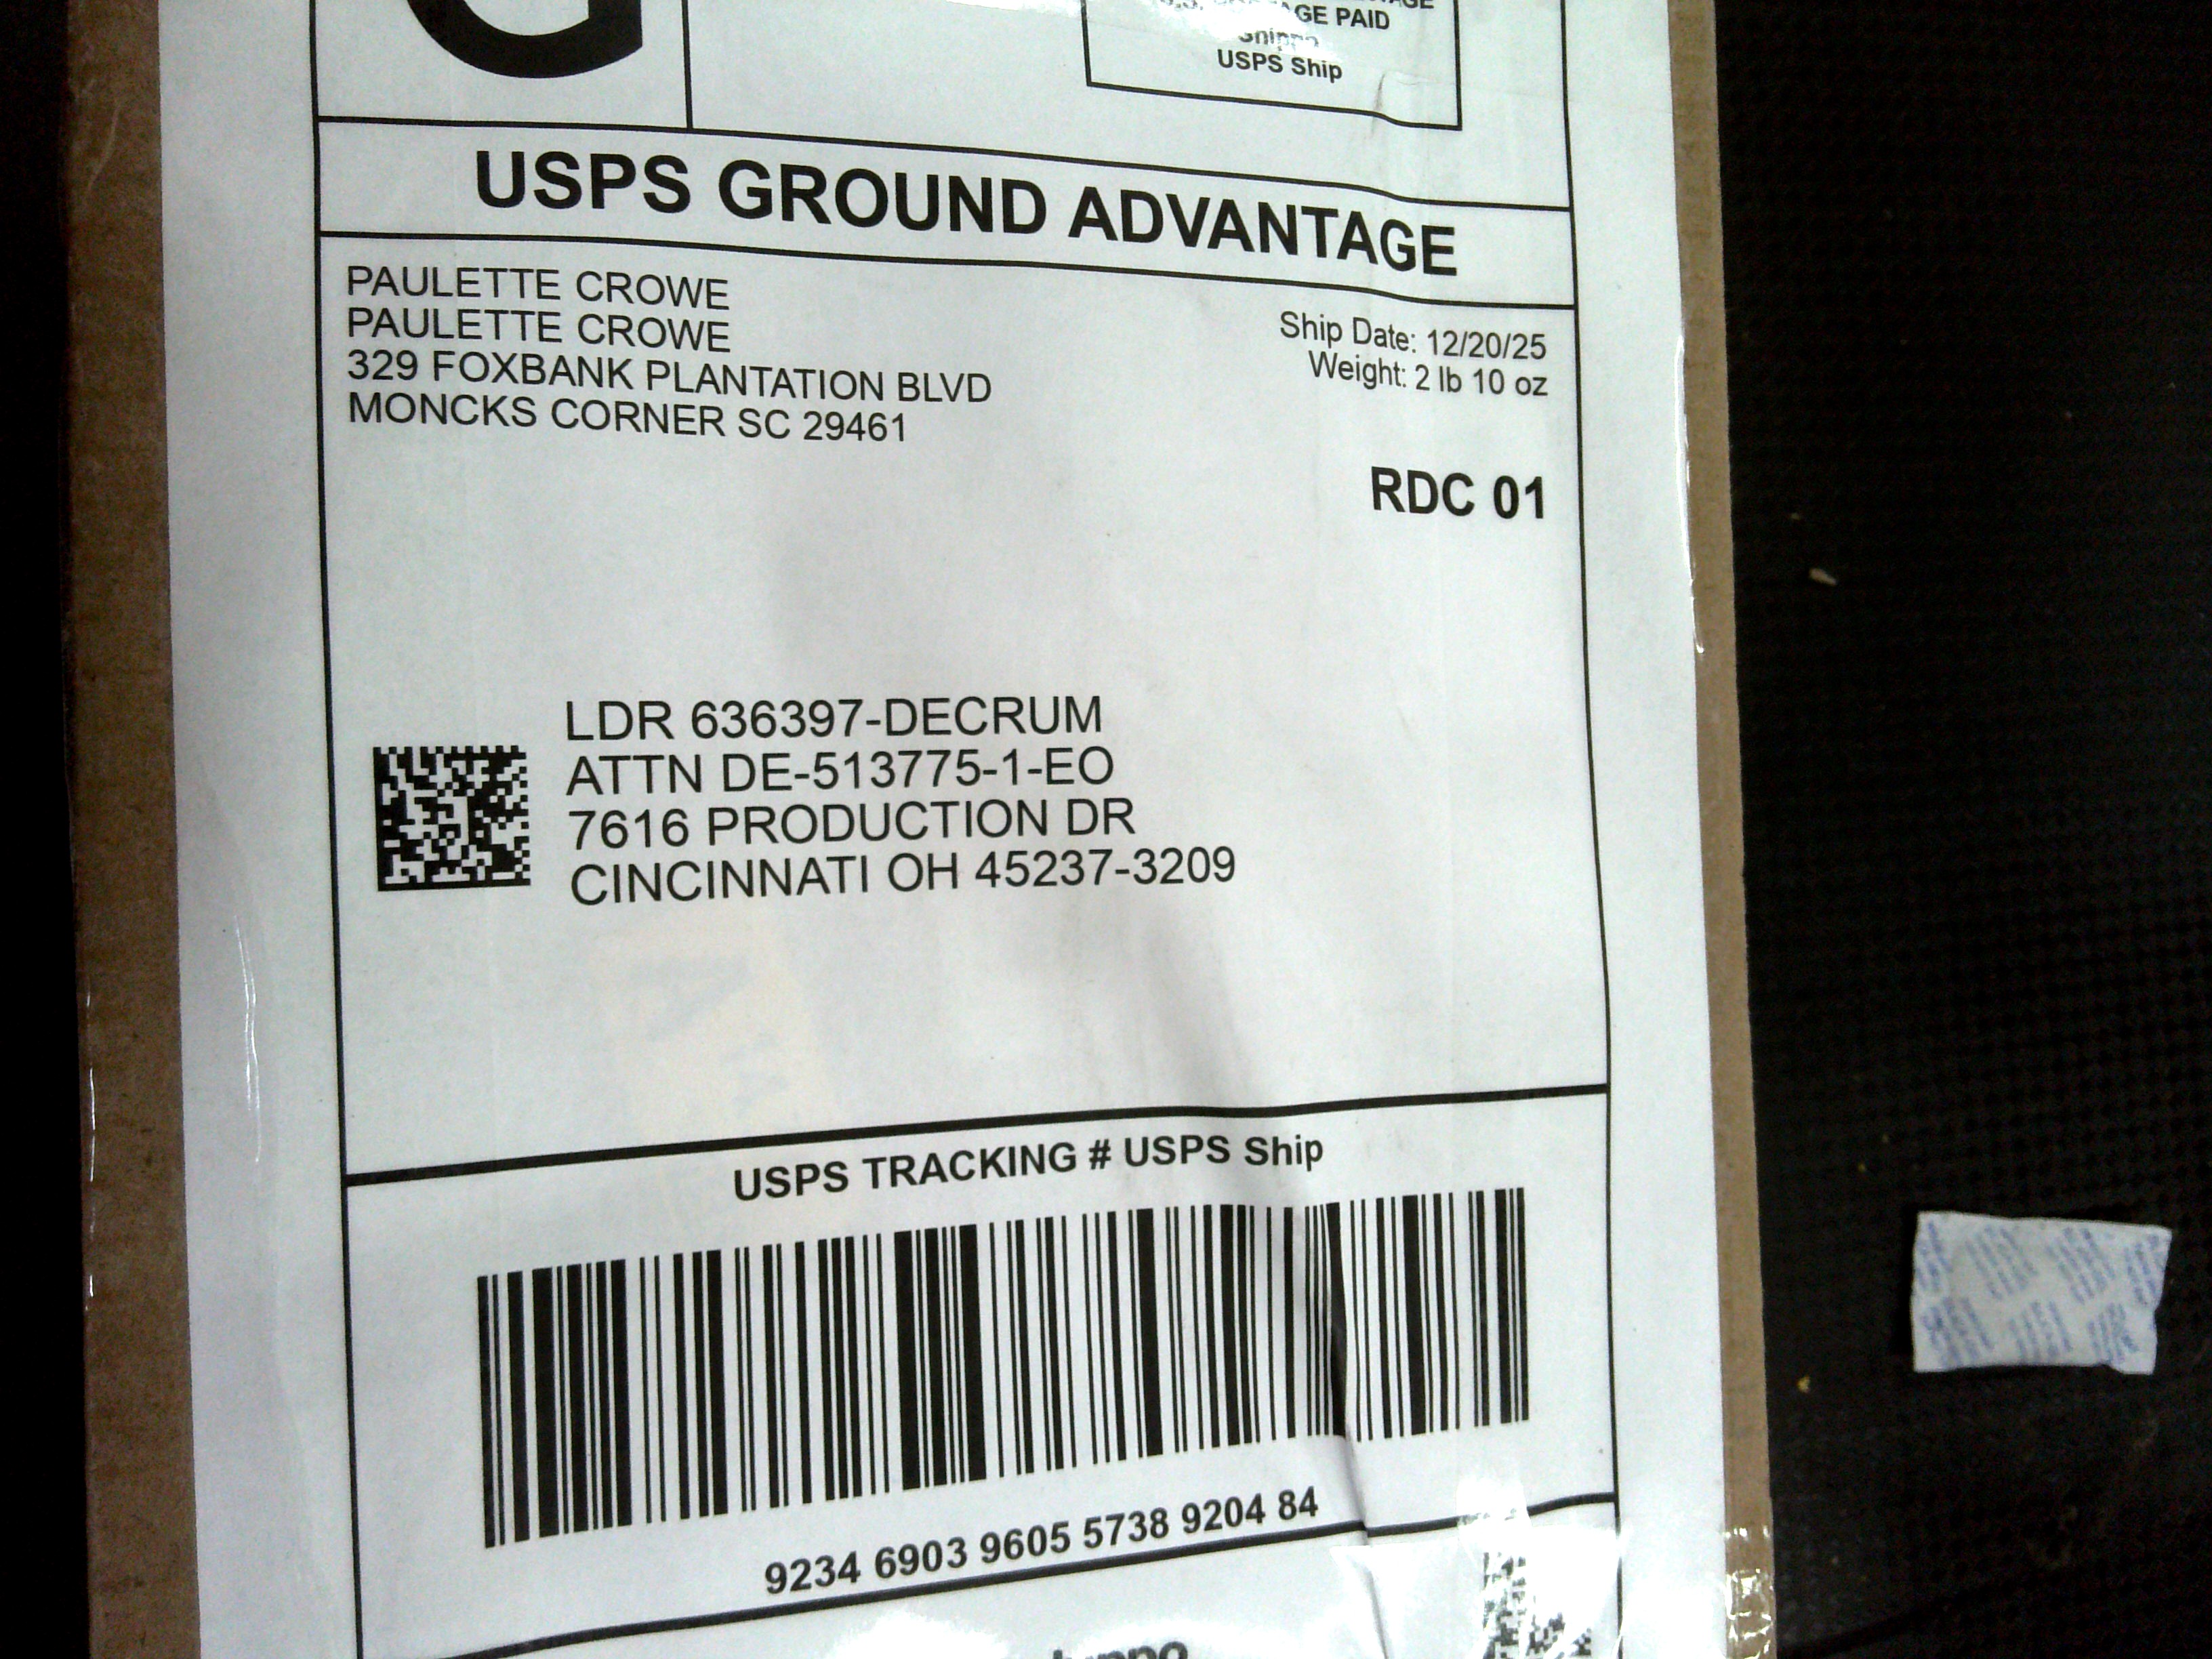 G
GE PAID
Shippo
USPS Ship
USPS GROUND ADVANTAGE
PAULETTE CROWE
PAULETTE CROWE
329 FOXBANK PLANTATION BLVD
MONCKS CORNER SC 29461
Ship Date: 12/20/25
Weight: 2 lb 10 oz
RDC 01
LDR 636397-DECRUM
ATTN DE-513775-1-EO
7616 PRODUCTION DR
CINCINNATI OH 45237-3209
USPS TRACKING # USPS Ship
9234 6903 9605 5738 9204 84